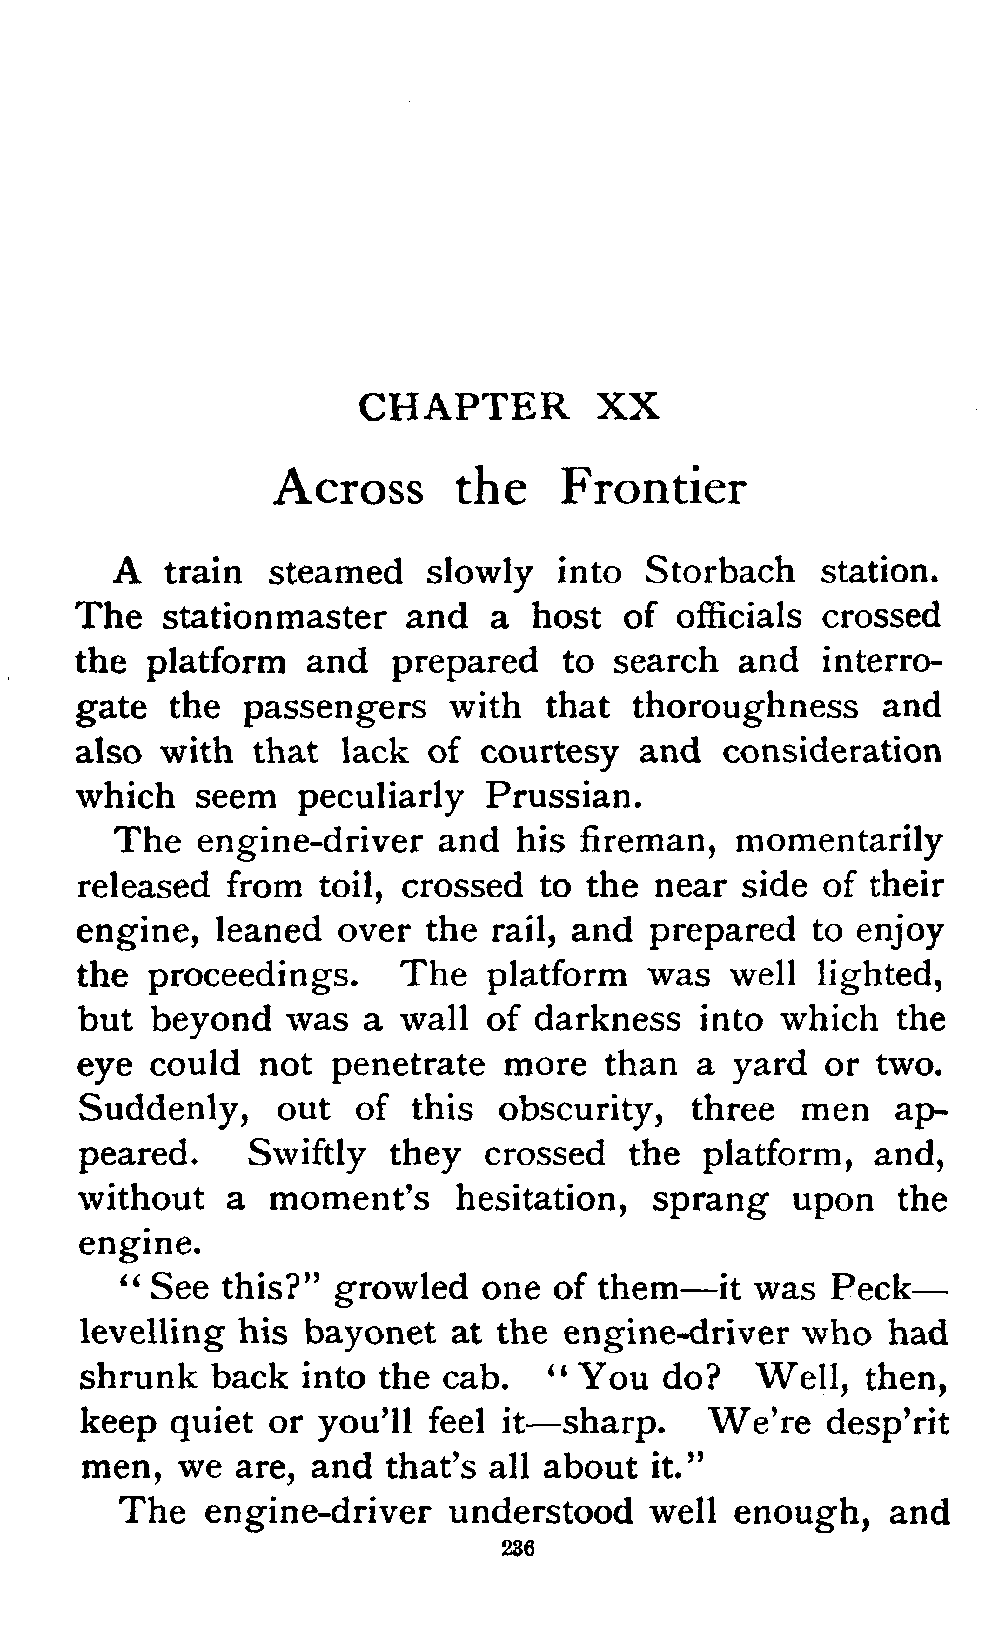 CHAPTER XX
Across the Frontier
A train steamed slowly into Storbach station.
The stationmaster and a host of officials crossed
the platform and prepared to search and interro-
gate the passengers with that thoroughness and
also with that lack of courtesy and consideration
which seem peculiarly Prussian.
The engine-driver and his fireman, momentarily
released from toil, crossed to the near side of their
engine, leaned over the rail, and prepared to enjoy
the proceedings. The platform was well lighted,
but beyond was a wall of darkness into which the
eye could not penetrate more than a yard or two.
Suddenly, out of this obscurity, three men ap-
peared. Swiftly they crossed the platform, and,
without a moment's hesitation, sprang upon the
engine.
“See this?” growled one of them—it was Peck—
levelling his bayonet at the engine-driver who had
shrunk back into the cab. “You do? Well, then,
keep quiet or you'll feel it—sharp. We're desp'rit
men, we are, and that's all about it.”
The engine-driver understood well enough, and
236